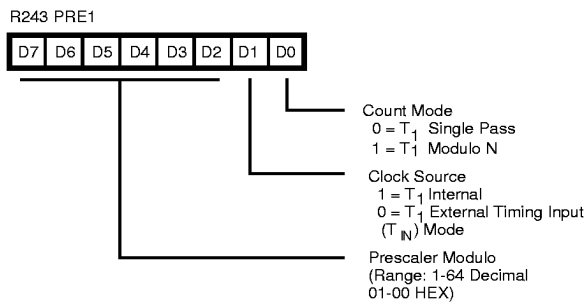 R243 PRE1
D7 D6 D5 D4 D3 D2 D1 D0
Count Mode
0 = T1 Single Pass
1 = T1 Modulo N
Clock Source
1 = T1 Internal
0 = T1 External Timing Input
(TIN) Mode
Prescaler Modulo
(Range: 1-64 Decimal
01-00 HEX)